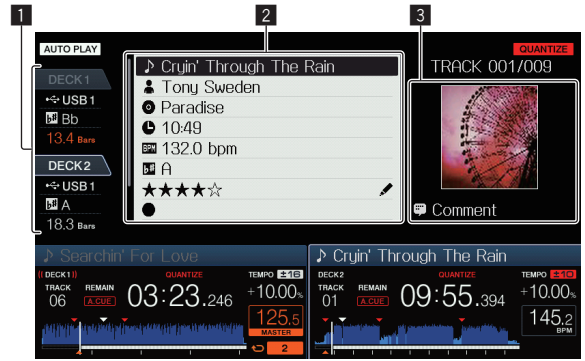 1
2
3
AUTO PLAY
QUANTIZE
DECK1
USB1
Bb
13.4 Bars
DECK2
USB1
A
18.3 Bars
Cryin' Through The Rain
Tony Sweden
Paradise
10:49
BPM 132.0 bpm
A
★★★★☆
TRACK 001/009
Comment
Searchin' For Love
((DECK1))
QUANTIZE
TEMPO ±16
TRACK
06
REMAIN
A.CUE
03:23.246
+10.00%
125.5
MASTER
2
Cryin' Through The Rain
DECK2
QUANTIZE
TEMPO ±10
TRACK
01
REMAIN
A.CUE
09:55.394
+10.00%
145.2
BPM